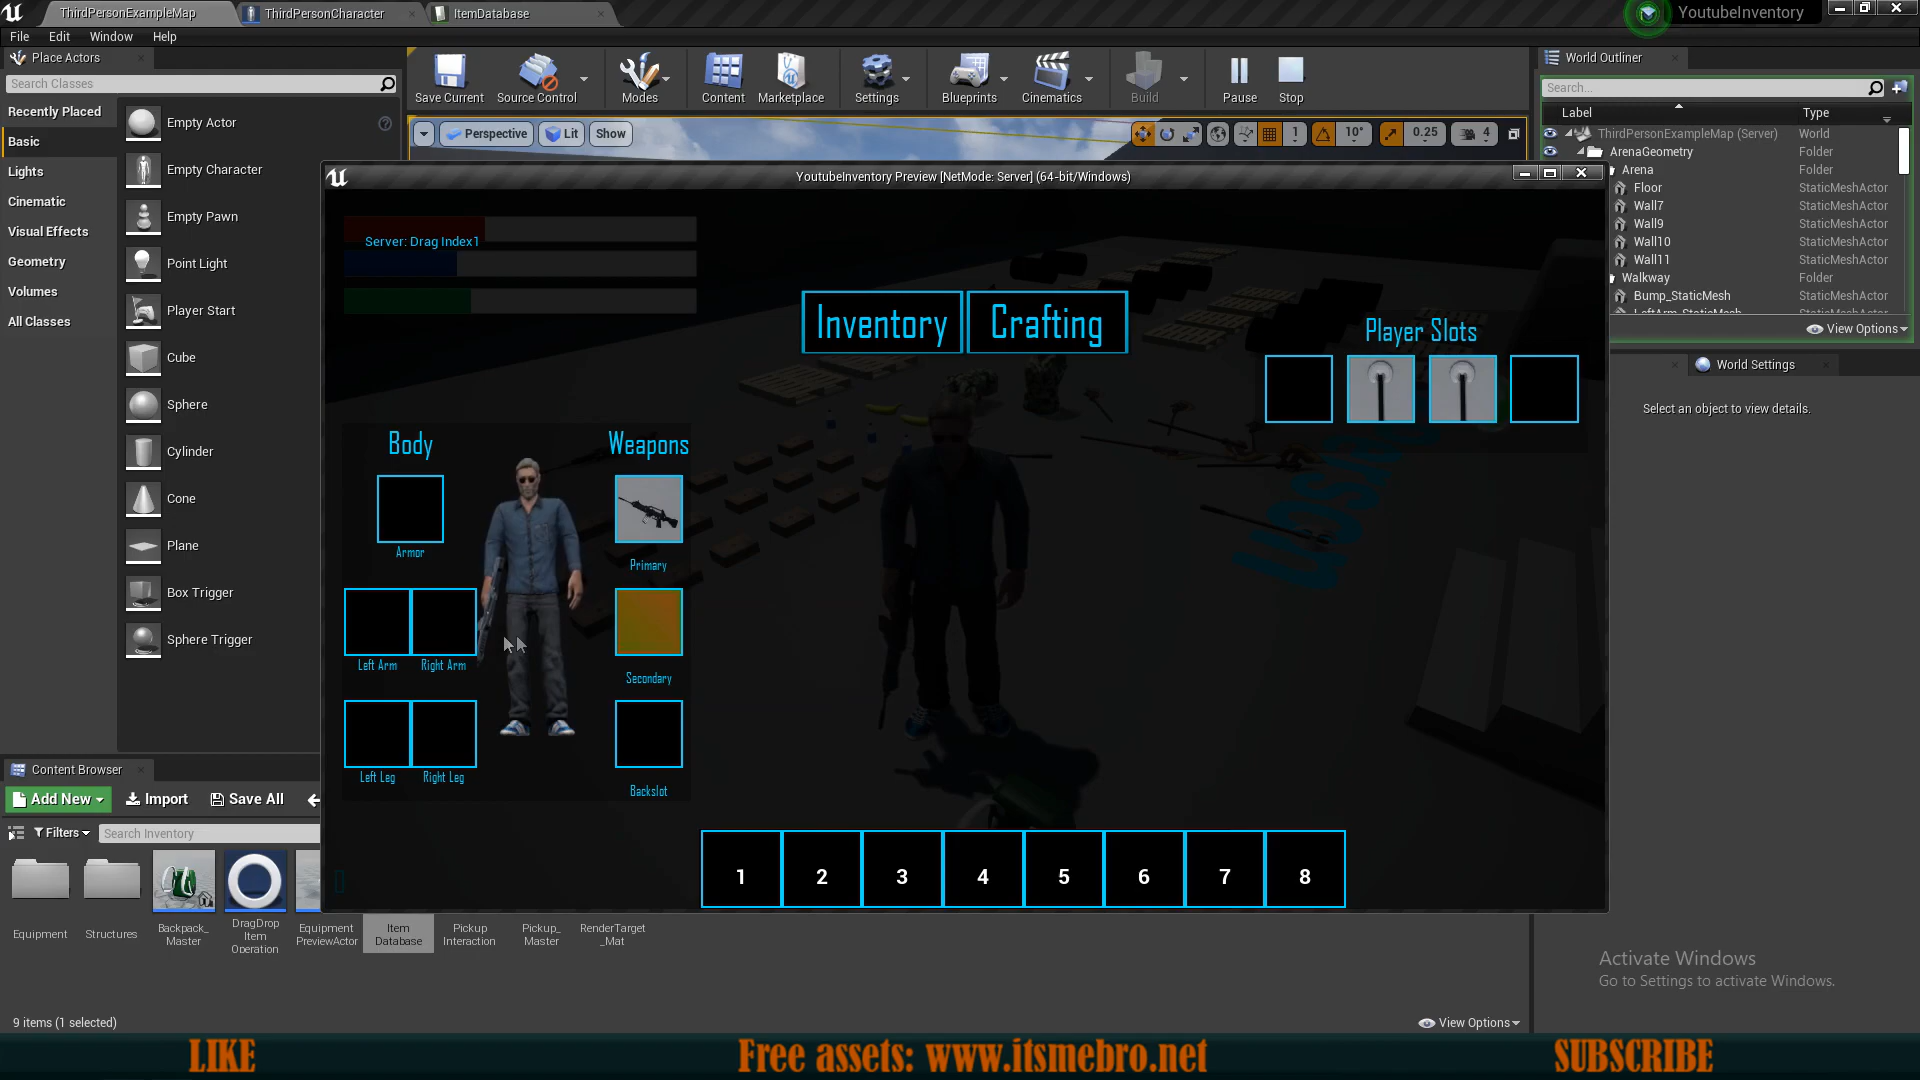 ThirdPersonExampleMap
ThirdPersonCharacter
ItemDatabase
YoutubeInventory
File Edit Window Help
Place Actors
Search Classes
Recently Placed
Basic
Lights
Cinematic
Visual Effects
Geometry
Volumes
All Classes
Empty Actor
Empty Character
Empty Pawn
Point Light
Player Start
Cube
Sphere
Cylinder
Cone
Plane
Box Trigger
Sphere Trigger
Save Current
Source Control
Modes
Content
Marketplace
Settings
Blueprints
Cinematics
Build
Pause
Stop
Perspective
Lit
Show
1
10°
0.25
4
World Outliner
Search...
Label Type
ThirdPersonExampleMap (Server) World
ArenaGeometry Folder
Arena Folder
Floor StaticMeshActor
Wall7 StaticMeshActor
Wall9 StaticMeshActor
Wall10 StaticMeshActor
Wall11 StaticMeshActor
Walkway Folder
Bump_StaticMesh StaticMeshActor
LeftArm_StaticMesh StaticMeshActor
View Options
World Settings
Select an object to view details.
YoutubeInventory Preview [NetMode: Server] (64-bit/Windows)
Server: Drag Index1
Inventory
Crafting
Player Slots
Body
Weapons
Armor
Primary
Left Arm
Right Arm
Secondary
Left Leg
Right Leg
Backslot
1 2 3 4 5 6 7 8
Content Browser
Add New
Import
Save All
Filters
Search Inventory
Equipment
Structures
Backpack_
Master
DragDrop
Item
Operation
Equipment
PreviewActor
Item
Database
Pickup
Interaction
Pickup_
Master
RenderTarget
_Mat
9 items (1 selected)
View Options
Activate Windows
Go to Settings to activate Windows.
LIKE
Free assets: www.itsmebro.net
SUBSCRIBE